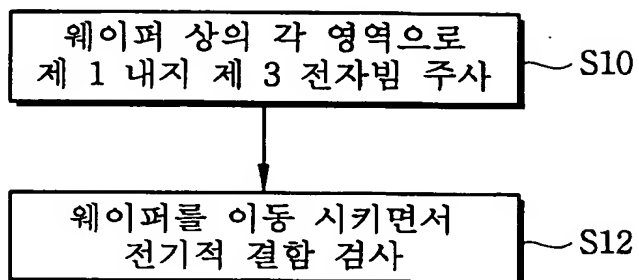 웨이퍼 상의 각 영역으로
제 1 내지 제 3 전자빔 주사
S10
웨이퍼를 이동 시키면서
전기적 결함 검사
S12